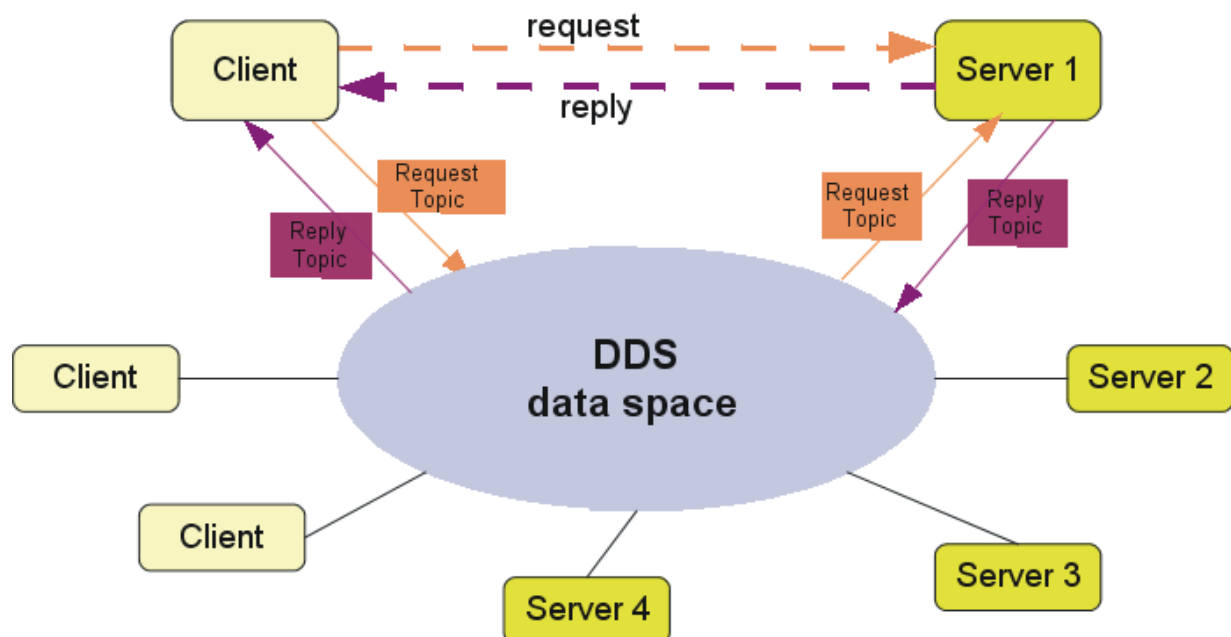 request
Client
Server 1
reply
Request
Topic
Request
Topic
Reply
Topic
Reply
Topic
DDS
data space
Client
Server 2
Client
Server 3
Server 4